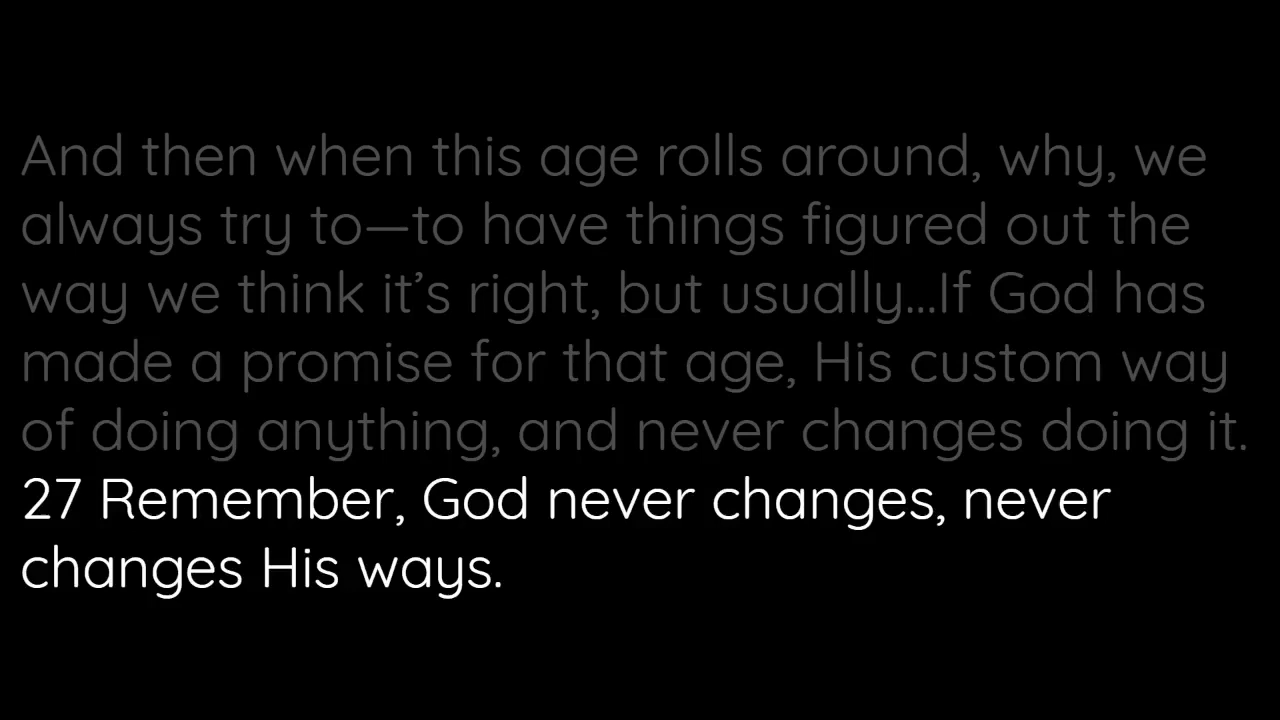 And then when this age rolls around, why, we
always try to—to have things figured out the
way we think it’s right, but usually...If God has
made a promise for that age, His custom way
of doing anything, and never changes doing it.
27 Remember, God never changes, never
changes His ways.